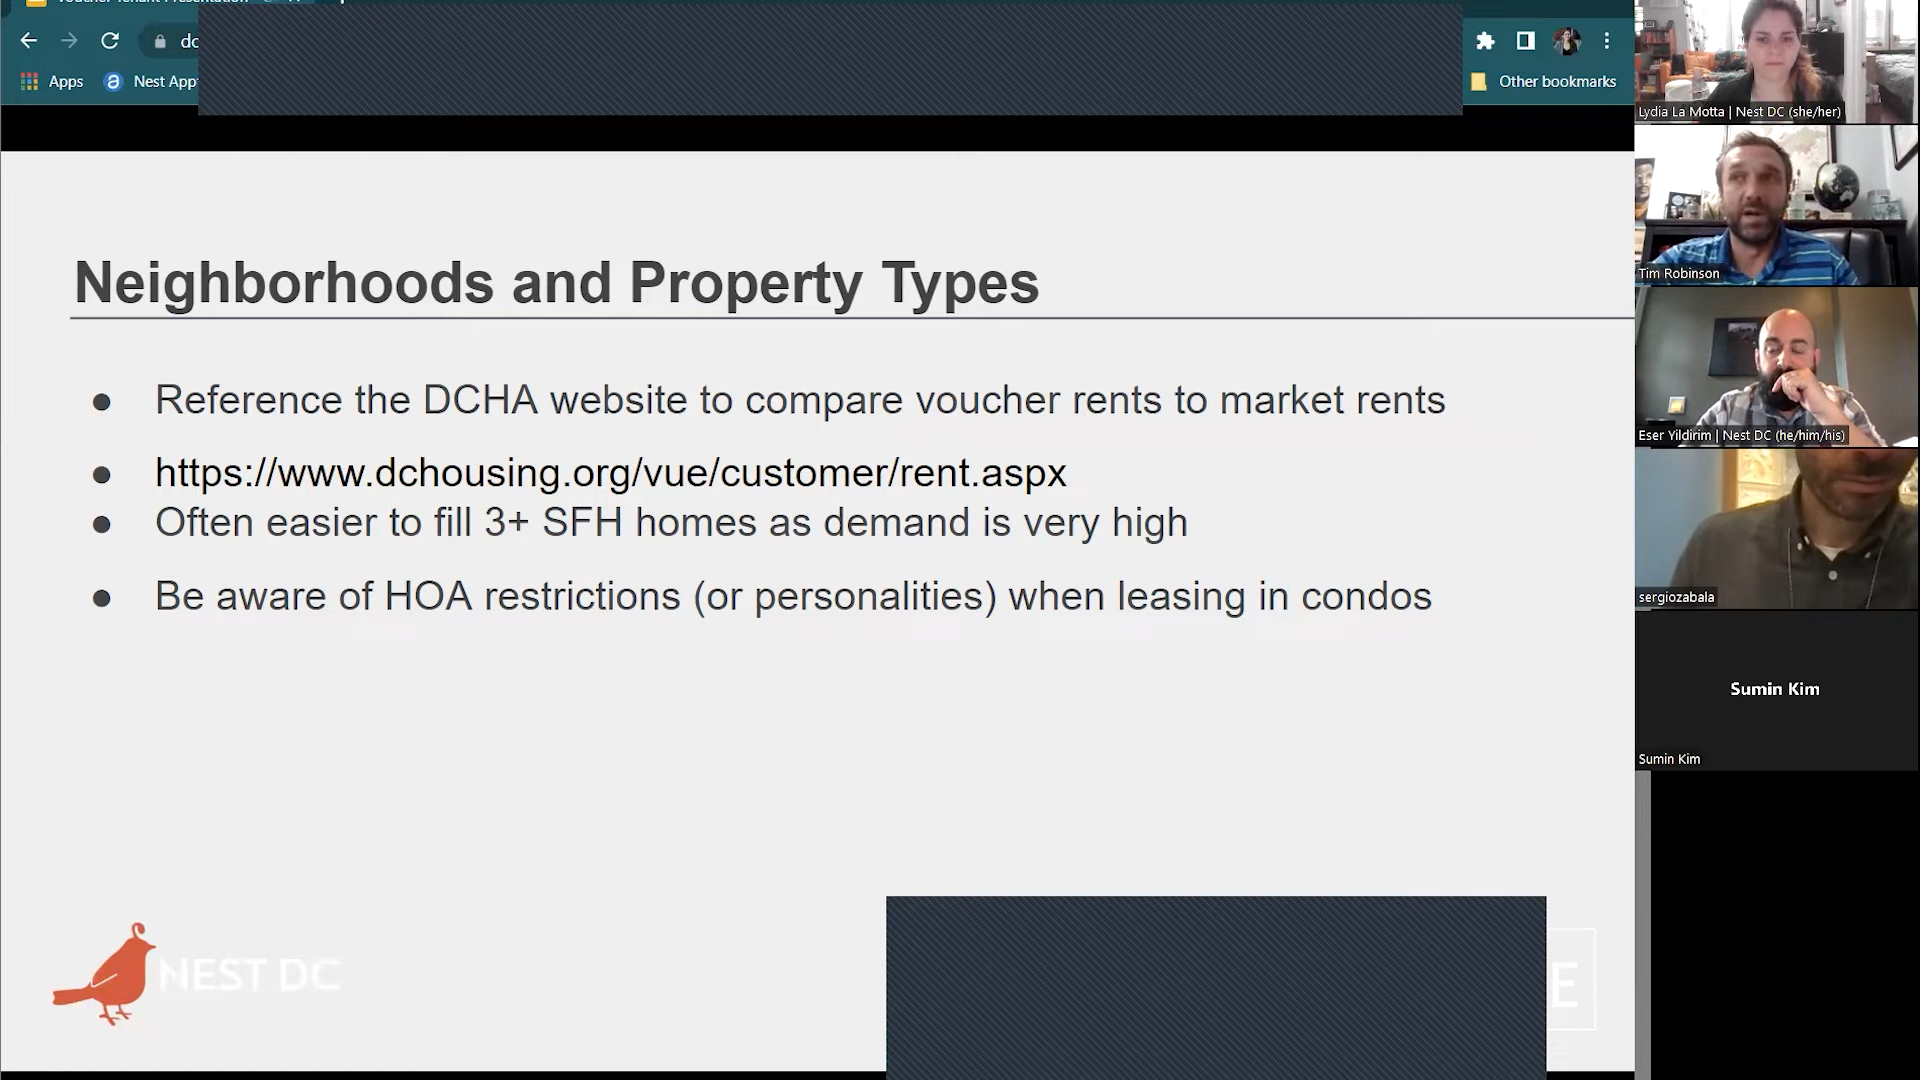 Apps
Nest App
Other bookmarks
Neighborhoods and Property Types
● Reference the DCHA website to compare voucher rents to market rents
● https://www.dchousing.org/vue/customer/rent.aspx
● Often easier to fill 3+ SFH homes as demand is very high
● Be aware of HOA restrictions (or personalities) when leasing in condos
NEST DC
E
Lydia La Motta | Nest DC (she/her)
Tim Robinson
Eser Yildirim | Nest DC (he/him/his)
sergiozabala
Sumin Kim
Sumin Kim